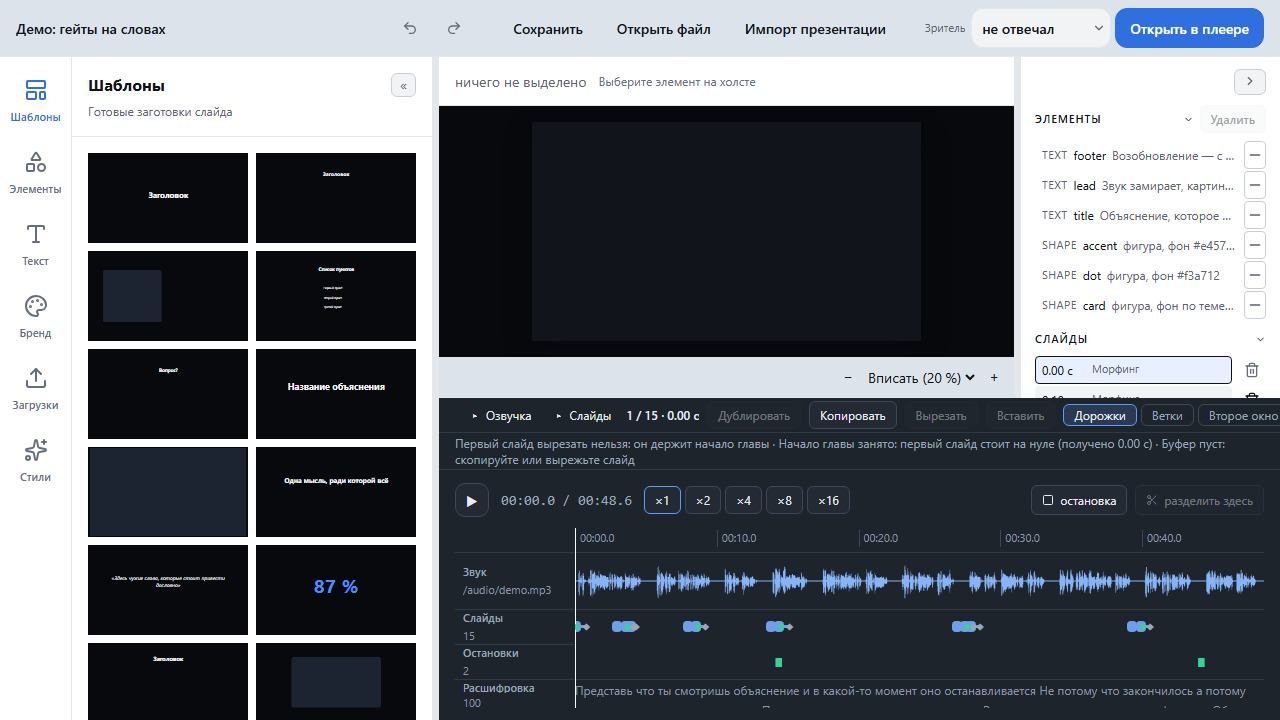 Демо: гейты на словах
Сохранить
Открыть файл
Импорт презентации
Зритель
не отвечал
Открыть в плеере
Шаблоны
Элементы
Текст
Бренд
Загрузки
Стили
Шаблоны
«
Готовые заготовки слайда
Заголовок
Заголовок
Список пунктов
первый пункт
второй пункт
третий пункт
Вопрос?
Название объяснения
Одна мысль, ради которой всё
«Здесь чужие слова, которые стоит привести дословно»
87 %
Заголовок
ничего не выделено
Выберите элемент на холсте
− Вписать (20 %) +
ЭЛЕМЕНТЫ
Удалить
TEXT footer Возобновление — с ...
TEXT lead Звук замирает, картин...
TEXT title Объяснение, которое ...
SHAPE accent фигура, фон #e457...
SHAPE dot фигура, фон #f3a712
SHAPE card фигура, фон по теме...
СЛАЙДЫ
0.00 с Морфинг
▸ Озвучка ▸ Слайды 1 / 15 · 0.00 с Дублировать Копировать Вырезать Вставить Дорожки Ветки Второе окно
Первый слайд вырезать нельзя: он держит начало главы · Начало главы занято: первый слайд стоит на нуле (получено 0.00 с) · Буфер пуст:
скопируйте или вырежьте слайд
00:00.0 / 00:48.6 ×1 ×2 ×4 ×8 ×16 остановка разделить здесь
00:00.0 00:10.0 00:20.0 00:30.0 00:40.0
Звук
/audio/demo.mp3
Слайды
15
Остановки
2
Расшифровка
100
Представь что ты смотришь объяснение и в какой-то момент оно останавливается Не потому что закончилось а потому